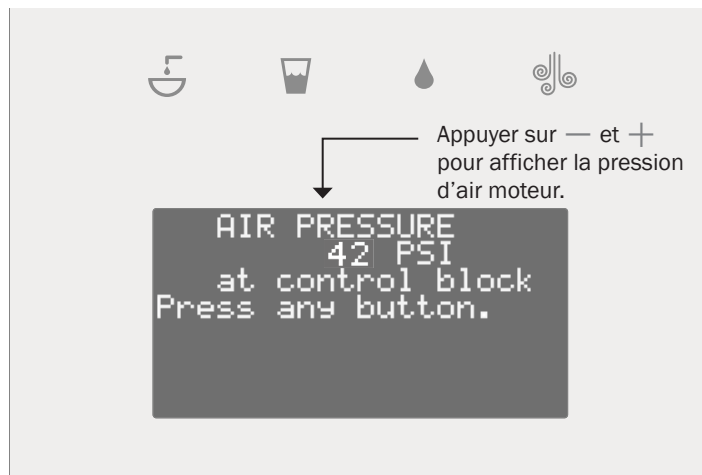 Appuyer sur — et +
pour afficher la pression
d'air moteur.
AIR PRESSURE
42 PSI
at control block
Press any button.